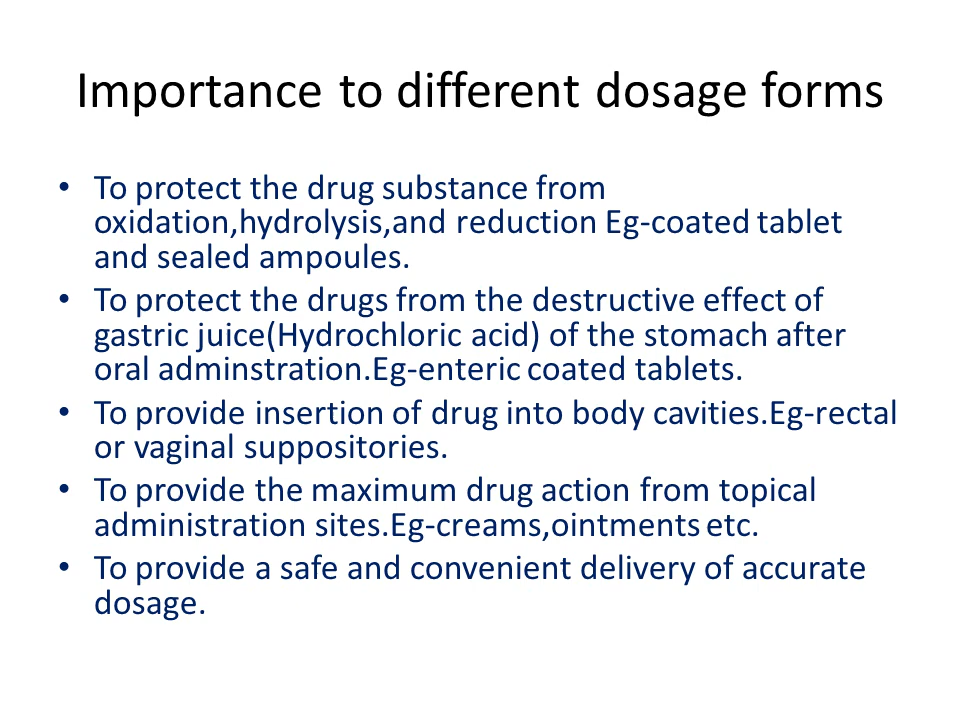 Importance to different dosage forms
• To protect the drug substance from
oxidation,hydrolysis,and reduction Eg-coated tablet
and sealed ampoules.
• To protect the drugs from the destructive effect of
gastric juice(Hydrochloric acid) of the stomach after
oral adminstration.Eg-enteric coated tablets.
• To provide insertion of drug into body cavities.Eg-rectal
or vaginal suppositories.
• To provide the maximum drug action from topical
administration sites.Eg-creams,ointments etc.
• To provide a safe and convenient delivery of accurate
dosage.